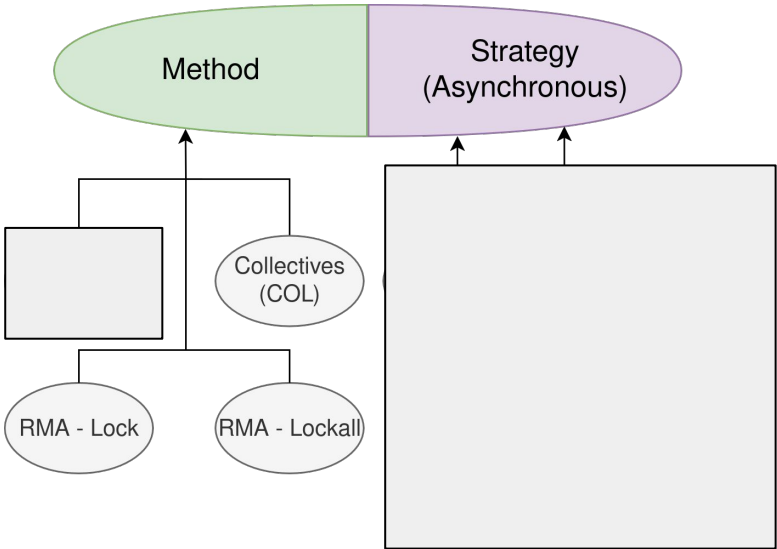 Method
Strategy
(Asynchronous)
Collectives
(COL)
RMA - Lock
RMA - Lockall